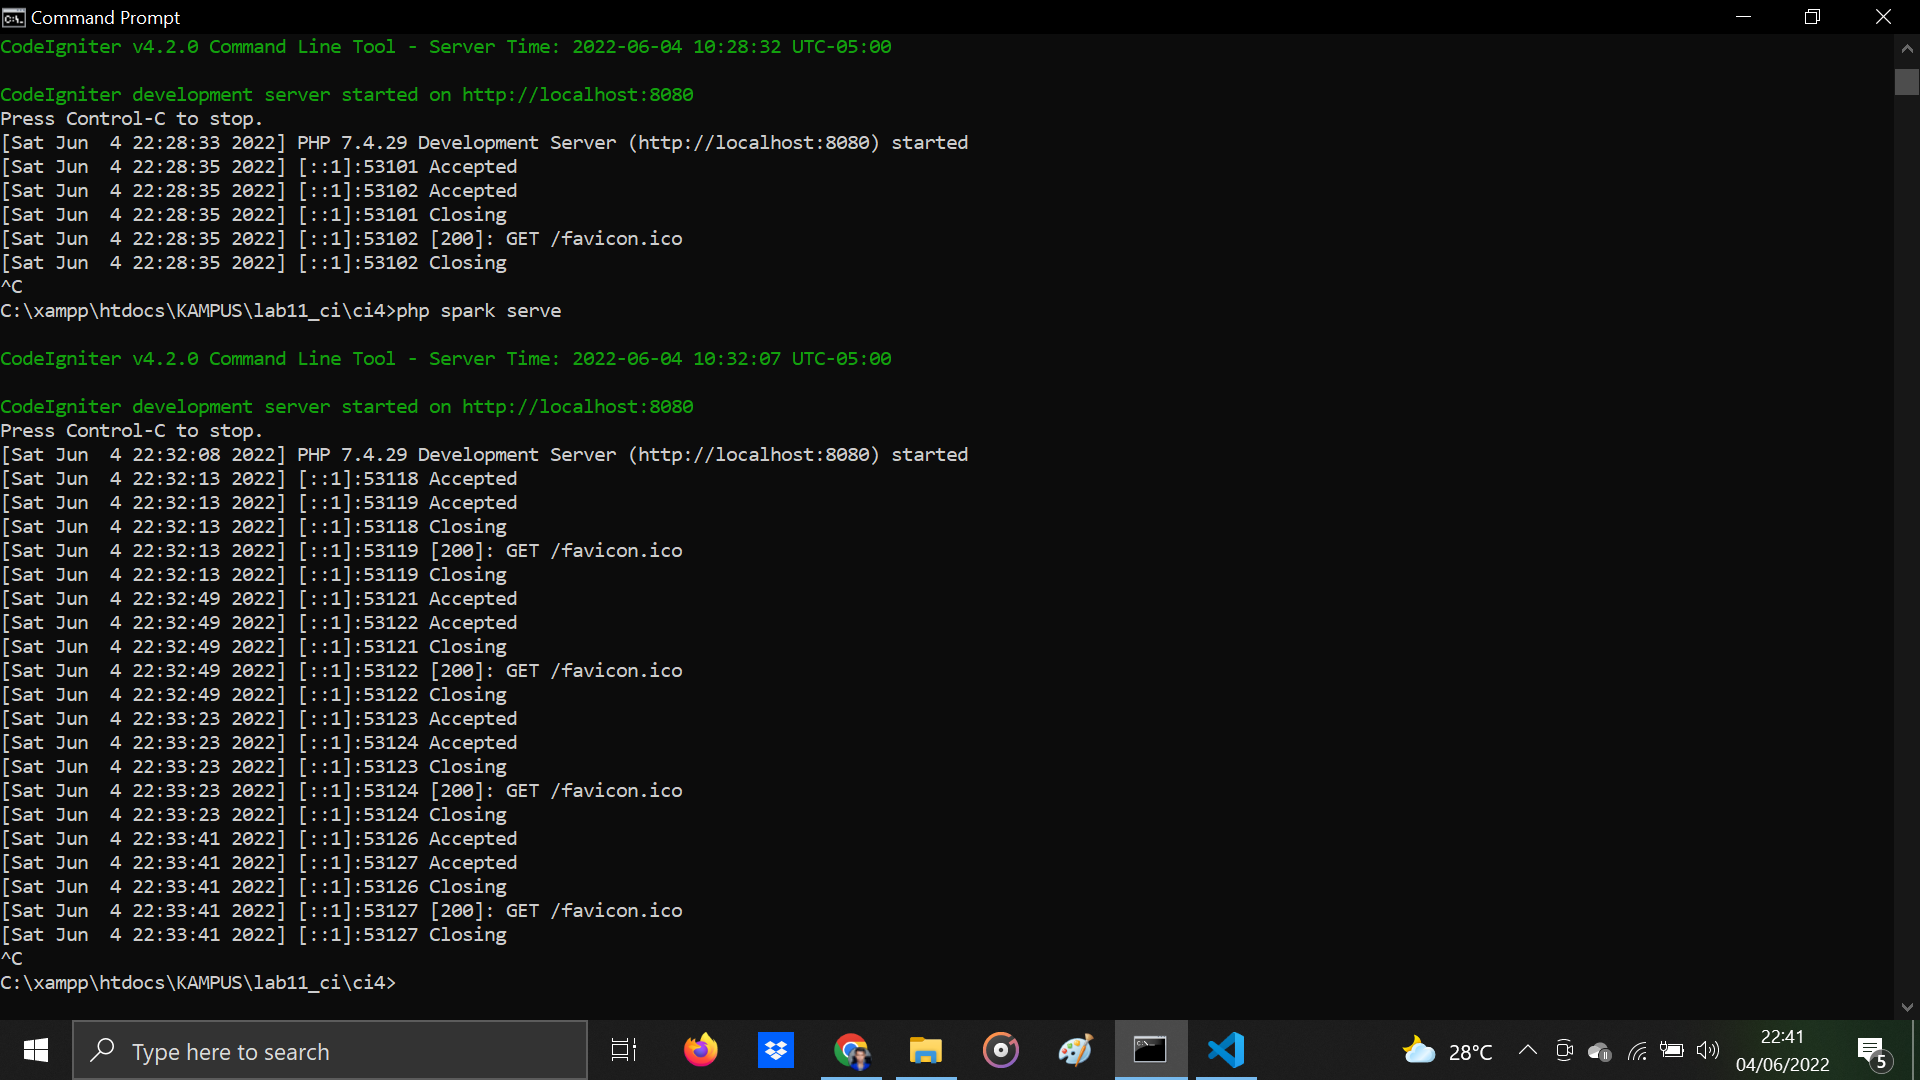 Command Prompt
CodeIgniter v4.2.0 Command Line Tool - Server Time: 2022-06-04 10:28:32 UTC-05:00
CodeIgniter development server started on http://localhost:8080
Press Control-C to stop.
[Sat Jun  4 22:28:33 2022] PHP 7.4.29 Development Server (http://localhost:8080) started
[Sat Jun  4 22:28:35 2022] [::1]:53101 Accepted
[Sat Jun  4 22:28:35 2022] [::1]:53102 Accepted
[Sat Jun  4 22:28:35 2022] [::1]:53101 Closing
[Sat Jun  4 22:28:35 2022] [::1]:53102 [200]: GET /favicon.ico
[Sat Jun  4 22:28:35 2022] [::1]:53102 Closing
^C
C:\xampp\htdocs\KAMPUS\lab11_ci\ci4>php spark serve
CodeIgniter v4.2.0 Command Line Tool - Server Time: 2022-06-04 10:32:07 UTC-05:00
CodeIgniter development server started on http://localhost:8080
Press Control-C to stop.
[Sat Jun  4 22:32:08 2022] PHP 7.4.29 Development Server (http://localhost:8080) started
[Sat Jun  4 22:32:13 2022] [::1]:53118 Accepted
[Sat Jun  4 22:32:13 2022] [::1]:53119 Accepted
[Sat Jun  4 22:32:13 2022] [::1]:53118 Closing
[Sat Jun  4 22:32:13 2022] [::1]:53119 [200]: GET /favicon.ico
[Sat Jun  4 22:32:13 2022] [::1]:53119 Closing
[Sat Jun  4 22:32:49 2022] [::1]:53121 Accepted
[Sat Jun  4 22:32:49 2022] [::1]:53122 Accepted
[Sat Jun  4 22:32:49 2022] [::1]:53121 Closing
[Sat Jun  4 22:32:49 2022] [::1]:53122 [200]: GET /favicon.ico
[Sat Jun  4 22:32:49 2022] [::1]:53122 Closing
[Sat Jun  4 22:33:23 2022] [::1]:53123 Accepted
[Sat Jun  4 22:33:23 2022] [::1]:53124 Accepted
[Sat Jun  4 22:33:23 2022] [::1]:53123 Closing
[Sat Jun  4 22:33:23 2022] [::1]:53124 [200]: GET /favicon.ico
[Sat Jun  4 22:33:23 2022] [::1]:53124 Closing
[Sat Jun  4 22:33:41 2022] [::1]:53126 Accepted
[Sat Jun  4 22:33:41 2022] [::1]:53127 Accepted
[Sat Jun  4 22:33:41 2022] [::1]:53126 Closing
[Sat Jun  4 22:33:41 2022] [::1]:53127 [200]: GET /favicon.ico
[Sat Jun  4 22:33:41 2022] [::1]:53127 Closing
^C
C:\xampp\htdocs\KAMPUS\lab11_ci\ci4>
Type here to search
28°C
22:41
04/06/2022
5